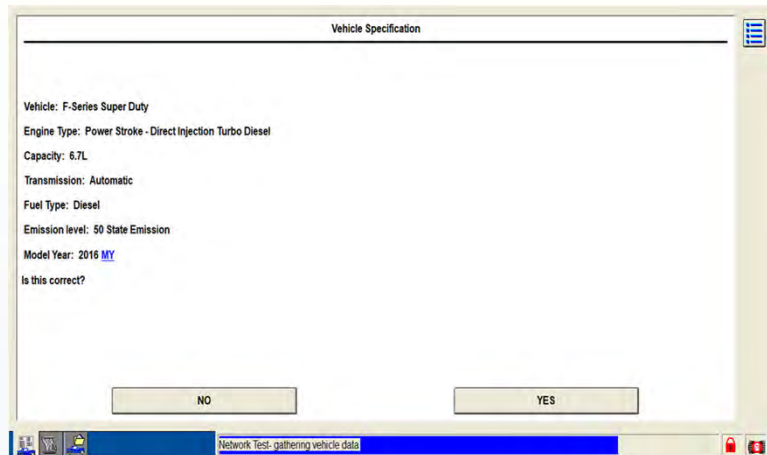 Vehicle Specification
Vehicle: F-Series Super Duty
Engine Type: Power Stroke - Direct Injection Turbo Diesel
Capacity: 6.7L
Transmission: Automatic
Fuel Type: Diesel
Emission level: 50 State Emission
Model Year: 2016 MY
Is this correct?
NO
YES
Network Test- gathering vehicle data